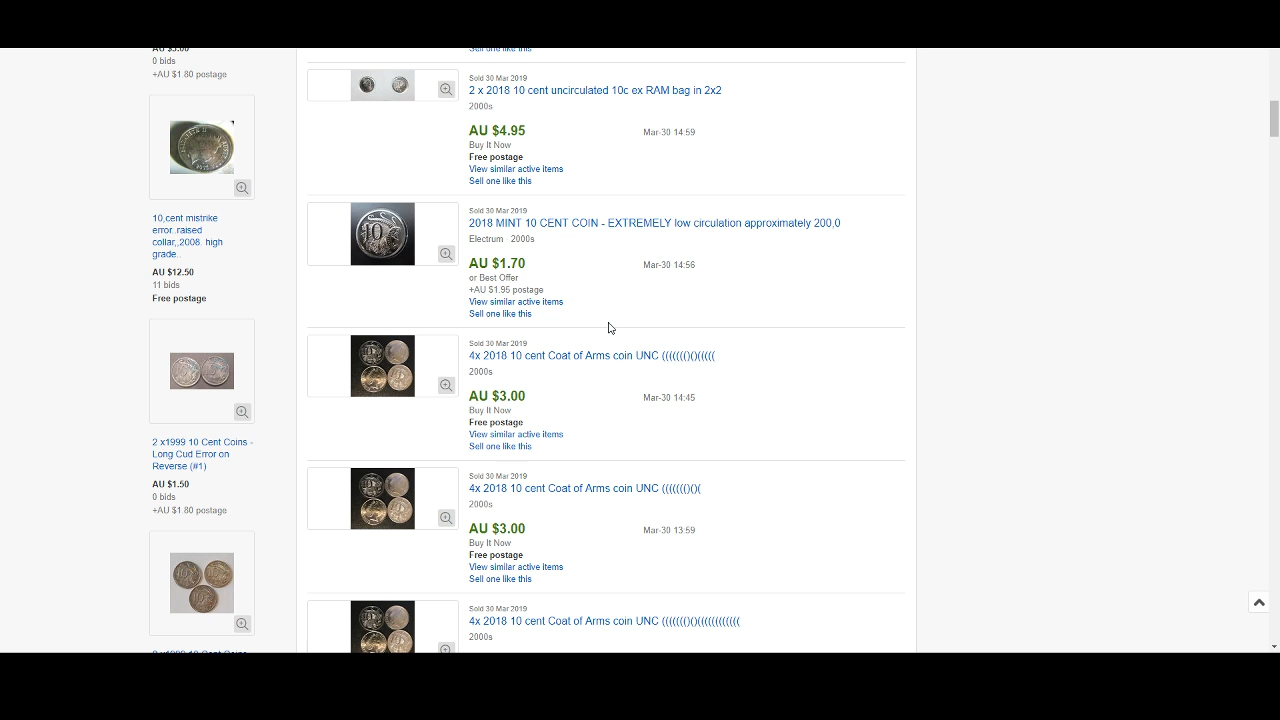 AU $5.00
0 bids
+AU $1.80 postage
10,cent mistrike
error..raised
collar,,2008. high
grade..
AU $12.50
11 bids
Free postage
2 x1999 10 Cent Coins -
Long Cud Error on
Reverse (#1)
AU $1.50
0 bids
+AU $1.80 postage
Sell one like this
Sold 30 Mar 2019
2 x 2018 10 cent uncirculated 10c ex RAM bag in 2x2
2000s
AU $4.95
Mar-30 14:59
Buy It Now
Free postage
View similar active items
Sell one like this
Sold 30 Mar 2019
2018 MINT 10 CENT COIN - EXTREMELY low circulation approximately 200,0
Electrum · 2000s
AU $1.70
Mar-30 14:56
or Best Offer
+AU $1.95 postage
View similar active items
Sell one like this
Sold 30 Mar 2019
4x 2018 10 cent Coat of Arms coin UNC ((((((()()(((((
2000s
AU $3.00
Mar-30 14:45
Buy It Now
Free postage
View similar active items
Sell one like this
Sold 30 Mar 2019
4x 2018 10 cent Coat of Arms coin UNC ((((((()()(
2000s
AU $3.00
Mar-30 13:59
Buy It Now
Free postage
View similar active items
Sell one like this
Sold 30 Mar 2019
4x 2018 10 cent Coat of Arms coin UNC ((((((()()((((((((((((
2000s